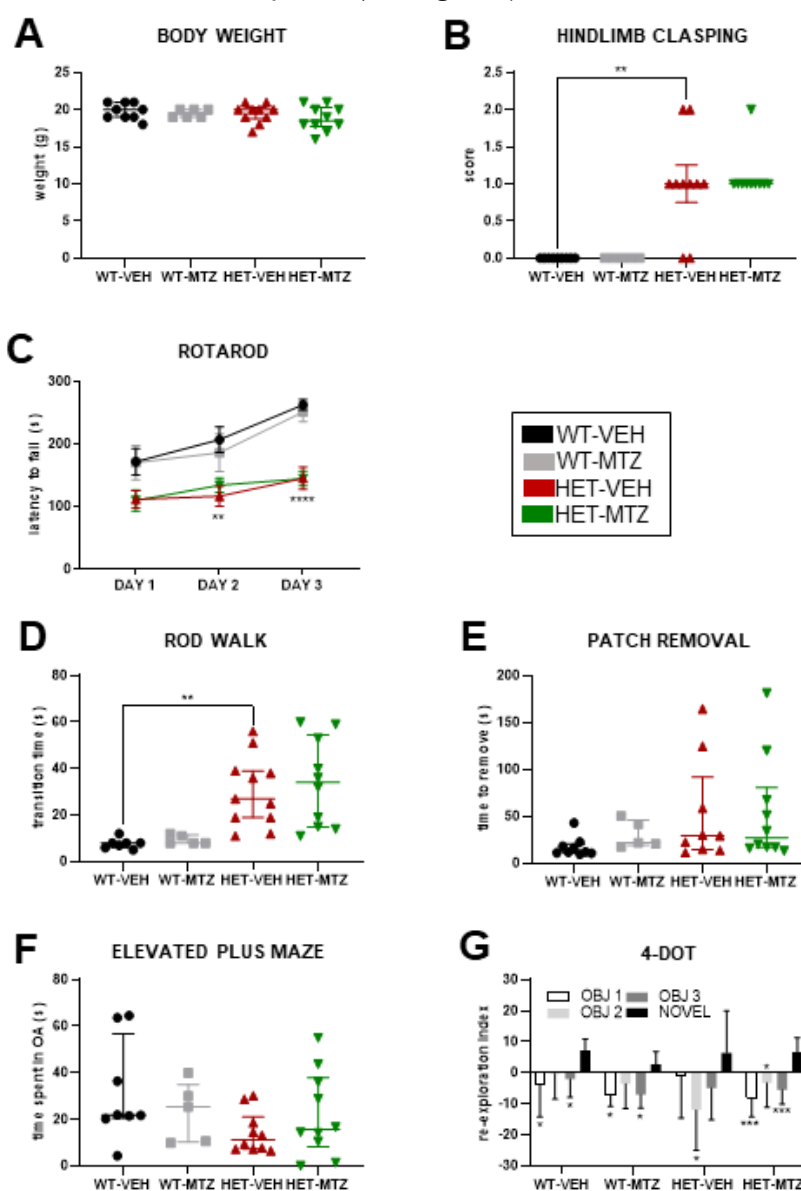 A
BODY WEIGHT
25
20
15
10
5
0
weight (g)
WT-VEH WT-MTZ HET-VEH HET-MTZ
B
HINDLIMB CLASPING
2.5
2.0
1.5
1.0
0.5
0.0
score
**
WT-VEH WT-MTZ HET-VEH HET-MTZ
C
ROTAROD
300
200
100
0
latency to fall (s)
**
****
DAY 1 DAY 2 DAY 3
WT-VEH
WT-MTZ
HET-VEH
HET-MTZ
D
ROD WALK
80
60
40
20
0
transition time (s)
**
WT-VEH WT-MTZ HET-VEH HET-MTZ
E
PATCH REMOVAL
200
150
100
50
0
time to remove (s)
WT-VEH WT-MTZ HET-VEH HET-MTZ
F
ELEVATED PLUS MAZE
80
60
40
20
0
time spent in OA (s)
WT-VEH WT-MTZ HET-VEH HET-MTZ
G
4-DOT
30
20
10
0
-10
-20
-30
re-exploration index
OBJ 1 OBJ 3
OBJ 2 NOVEL
* * * * * *** * ***
WT-VEH WT-MTZ HET-VEH HET-MTZ